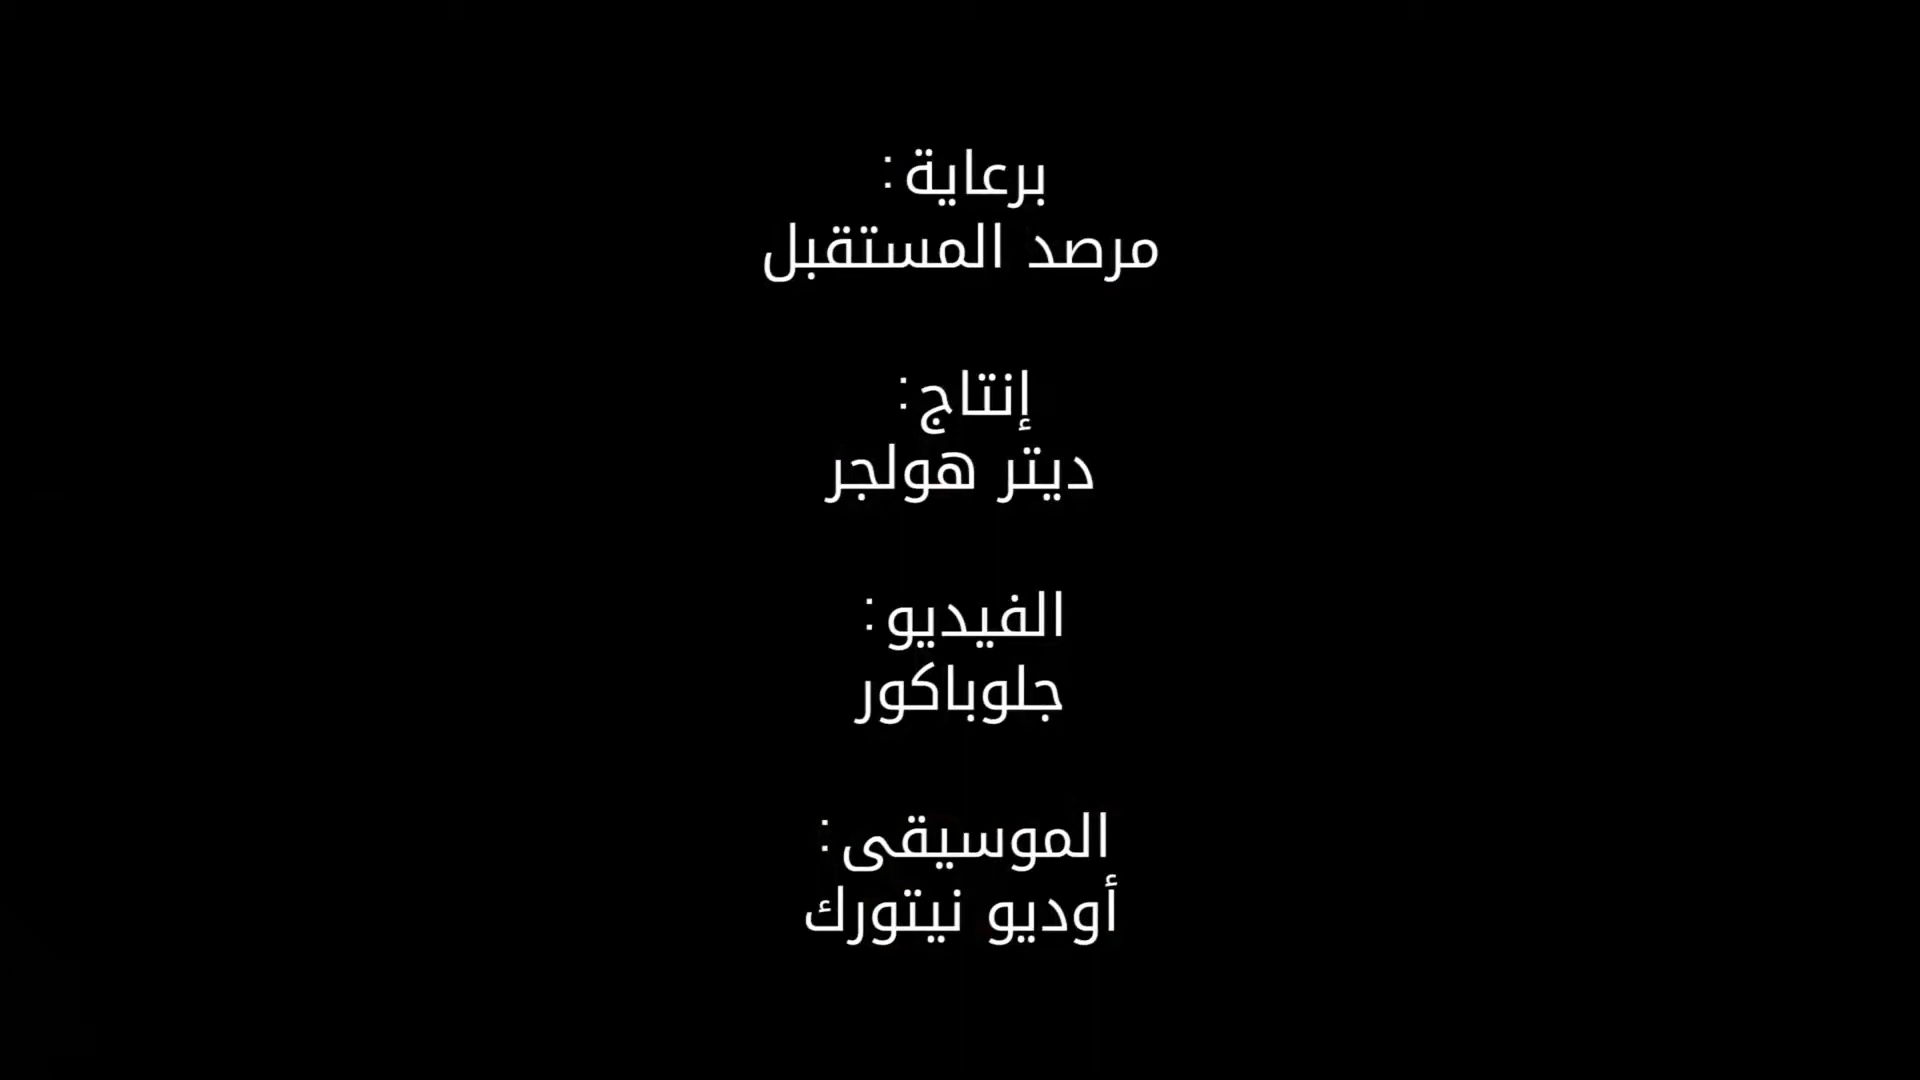 برعاية:
مرصد المستقبل
إنتاج:
ديتر هولجر
الفيديو:
جلوباكور
الموسيقى:
أوديو نيتورك